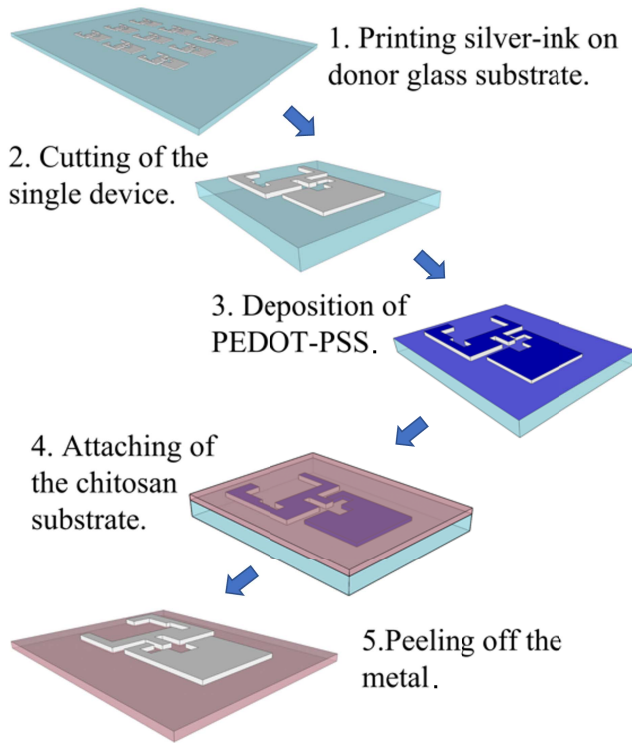 1. Printing silver-ink on
donor glass substrate.
2. Cutting of the
single device.
3. Deposition of
PEDOT-PSS.
4. Attaching of
the chitosan
substrate.
5.Peeling off the
metal.